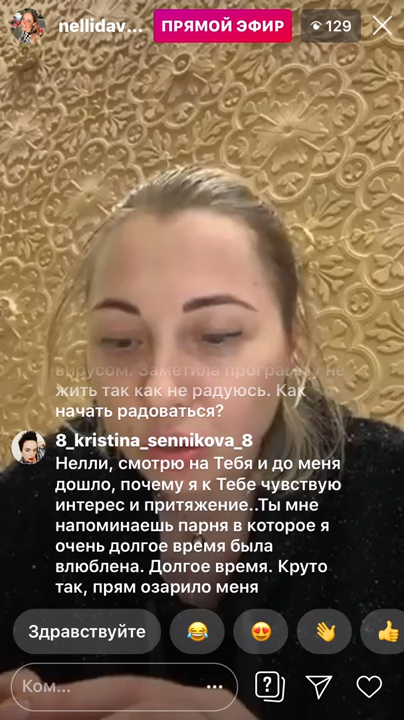 nellidav...
ПРЯМОЙ ЭФИР
129
вирусом. Заметила программу не
жить так как не радуюсь. Как
начать радоваться?
8_kristina_sennikova_8
Нелли, смотрю на Тебя и до меня
дошло, почему я к Тебе чувствую
интерес и притяжение..Ты мне
напоминаешь парня в которое я
очень долгое время была
влюблена. Долгое время. Круто
так, прям озарило меня
Здравствуйте
Ком...